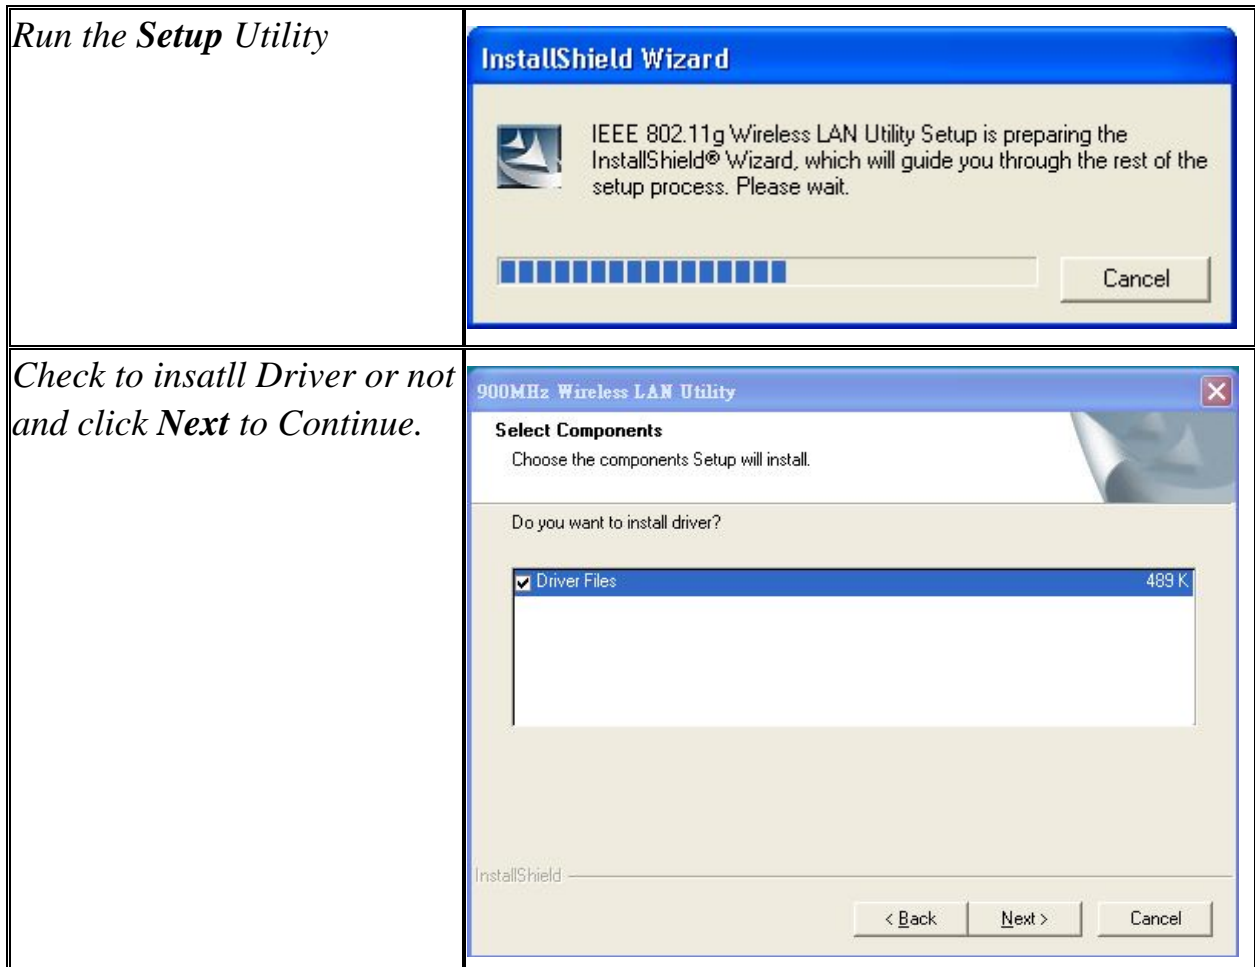 Run the Setup Utility
InstallShield Wizard
IEEE 802.11g Wireless LAN Utility Setup is preparing the
InstallShield® Wizard, which will guide you through the rest of the
setup process. Please wait.
Cancel
Check to insatll Driver or not
and click Next to Continue.
900MHz Wireless LAN Utility
Select Components
Choose the components Setup will install.
Do you want to install driver?
Driver Files 489 K
InstallShield
< Back Next > Cancel